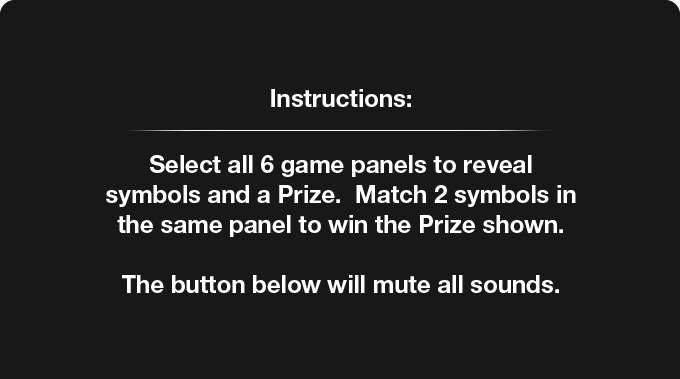 Instructions:
Select all 6 game panels to reveal
symbols and a Prize.  Match 2 symbols in
the same panel to win the Prize shown.
The button below will mute all sounds.